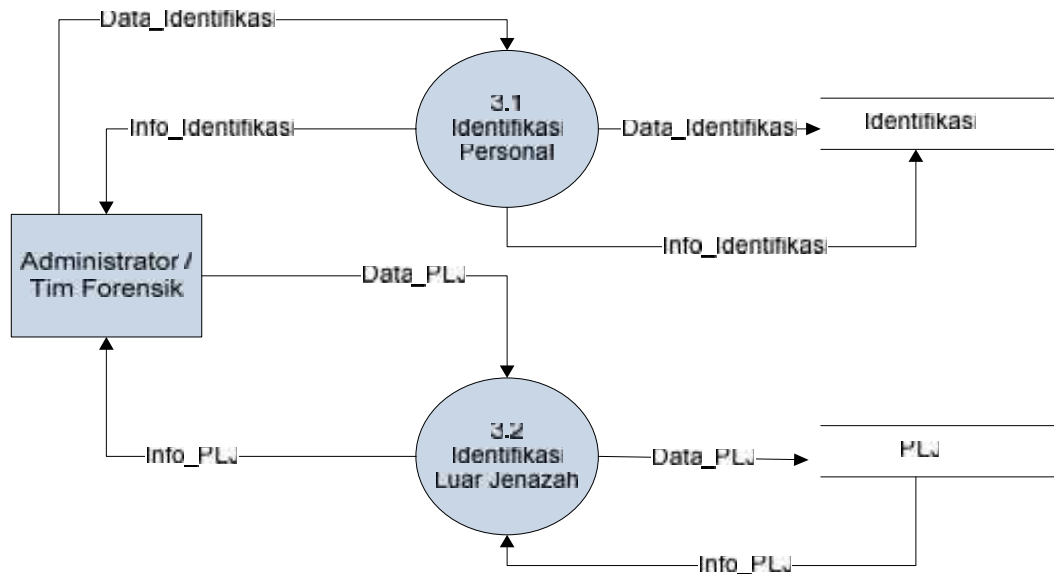 Data_Identifikasi
3.1
Identifikasi
Personal
Info_Identifikasi
Data_Identifikasi
Identifikasi
Info_Identifikasi
Administrator /
Tim Forensik
Data_PLJ
3.2
Identifikasi
Luar Jenazah
Info_PLJ
Data_PLJ
PLJ
Info_PLJ